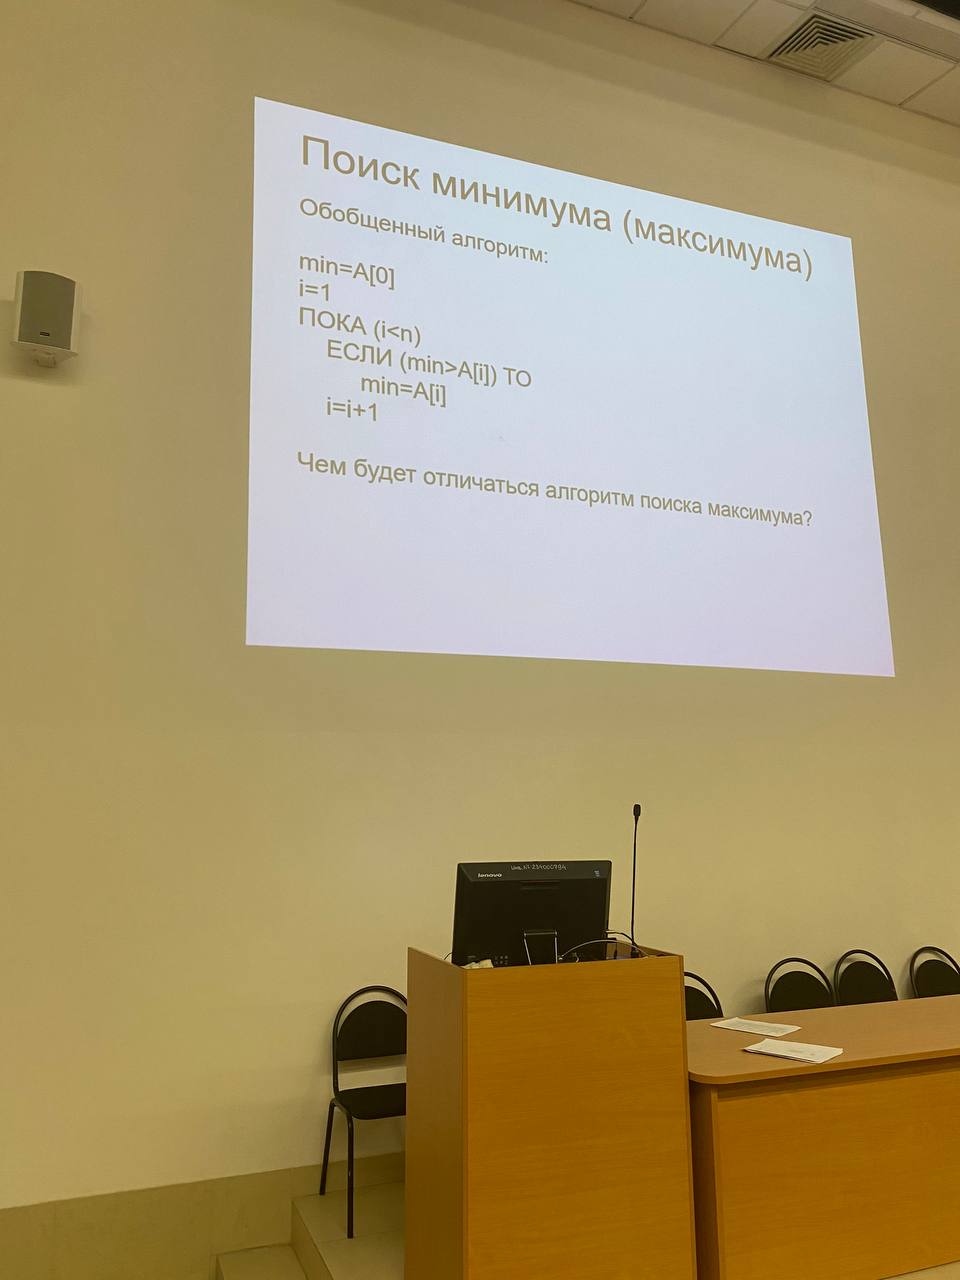 Поиск минимума (максимума)
Обобщенный алгоритм:
min=A[0]
i=1
ПОКА (i<n)
ЕСЛИ (min>A[i]) ТО
min=A[i]
i=i+1
Чем будет отличаться алгоритм поиска максимума?
lenovo